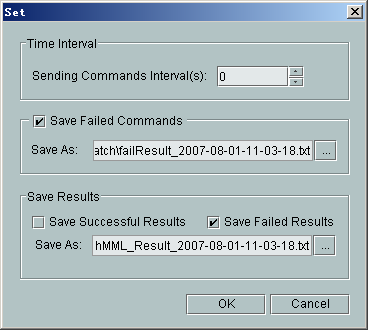 Set
Time Interval
Sending Commands Interval(s): 0
Save Failed Commands
Save As: atch\failResult_2007-08-01-11-03-18.txt ...
Save Results
Save Successful Results Save Failed Results
Save As: hMML_Result_2007-08-01-11-03-18.txt ...
OK Cancel